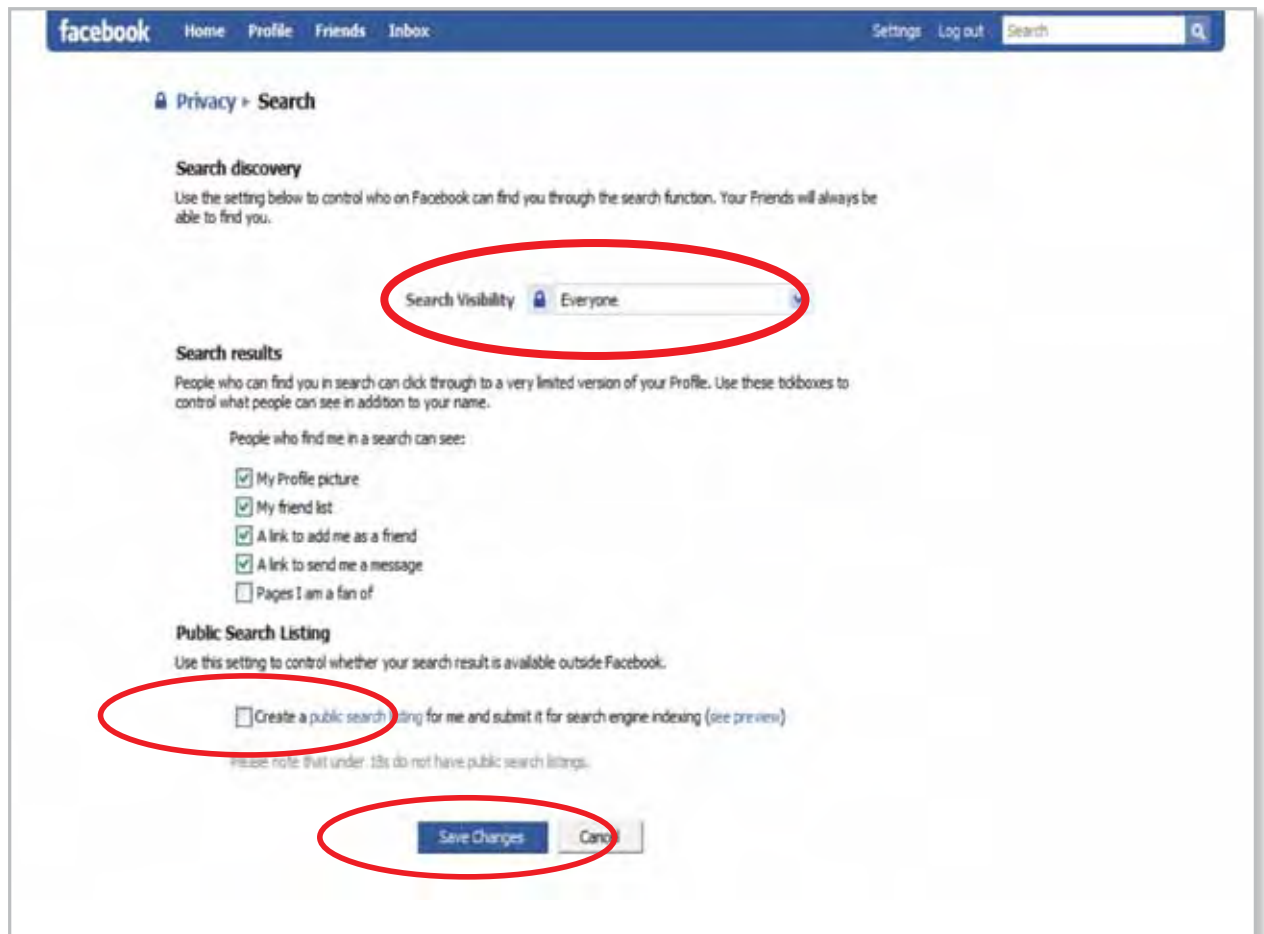 facebook Home Profile Friends Inbox Settings Log out Search
Privacy ▸ Search
Search discovery
Use the setting below to control who on Facebook can find you through the search function. Your Friends will always be
able to find you.
Search Visibility Everyone
Search results
People who can find you in search can click through to a very limited version of your Profile. Use these tickboxes to
control what people can see in addition to your name.
People who find me in a search can see:
My Profile picture
My friend list
A link to add me as a friend
A link to send me a message
Pages I am a fan of
Public Search Listing
Use this setting to control whether your search result is available outside Facebook.
Create a public search listing for me and submit it for search engine indexing (see preview)
Please note that under 18s do not have public search listings.
Save Changes Cancel